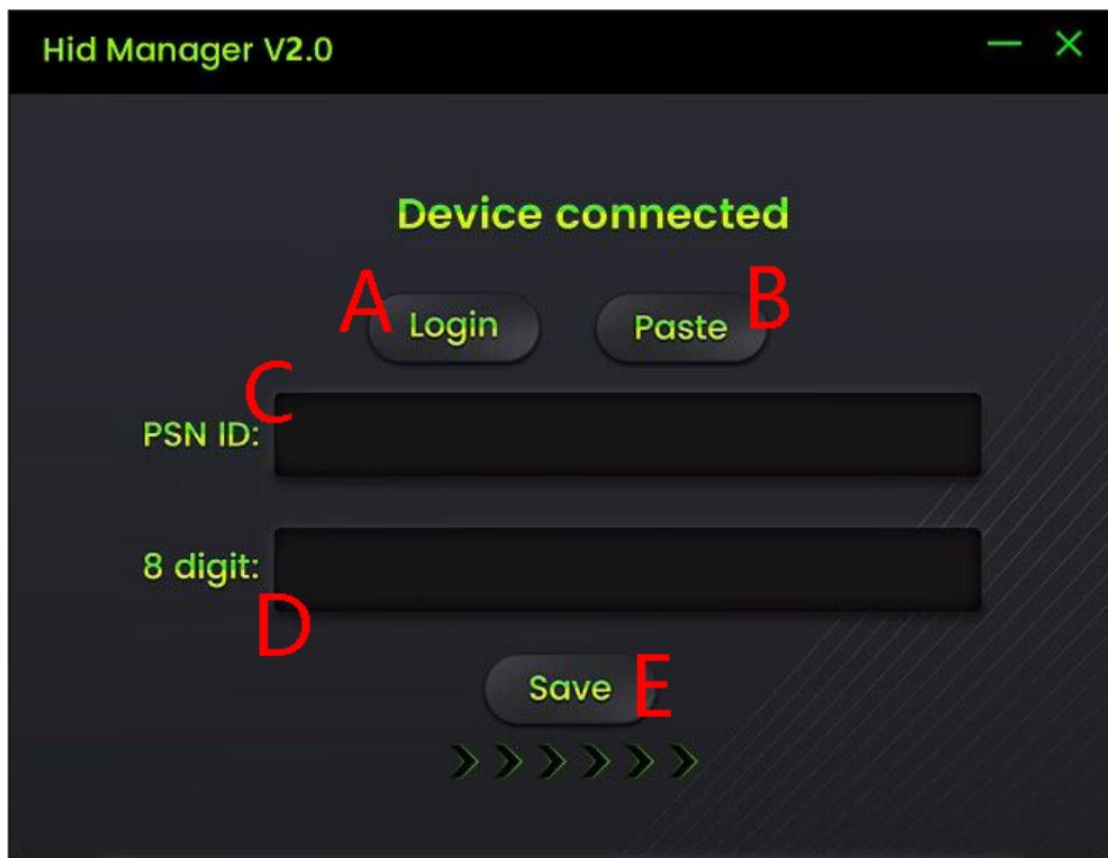 Hid Manager V2.0
Device connected
A Login Paste B
C
PSN ID:
8 digit:
D
Save E